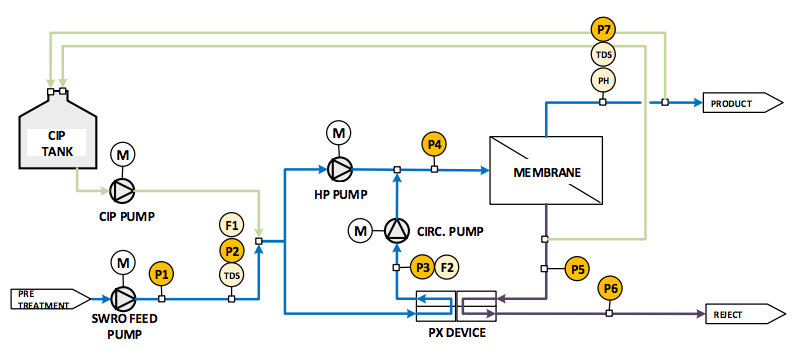 P7
TDS
PH
PRODUCT
CIP
TANK
M
M
P4
MEMBRANE
HP PUMP
CIP PUMP
F1
M
CIRC. PUMP
P2
M
P1
TDS
P3
F2
P5
P6
PRE
TREATMENT
SWRO FEED
PUMP
PX DEVICE
REJECT